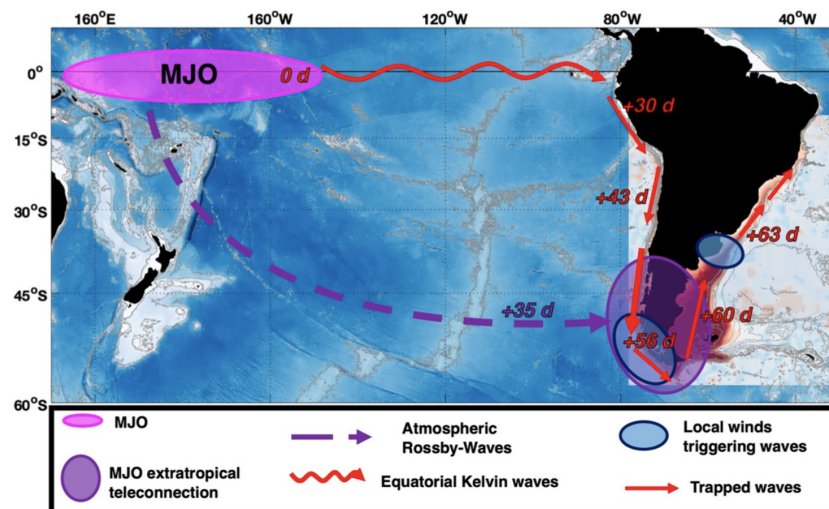 160°E 160°W 120°W 80°W 40°W
0°
15°S
30°S
45°S
60°S
MJO
0 d
+30 d
+43 d
+63 d
+35 d
+60 d
+56 d
MJO
Atmospheric
Rossby-Waves
Local winds
triggering waves
MJO extratropical
teleconnection
Equatorial Kelvin waves
Trapped waves